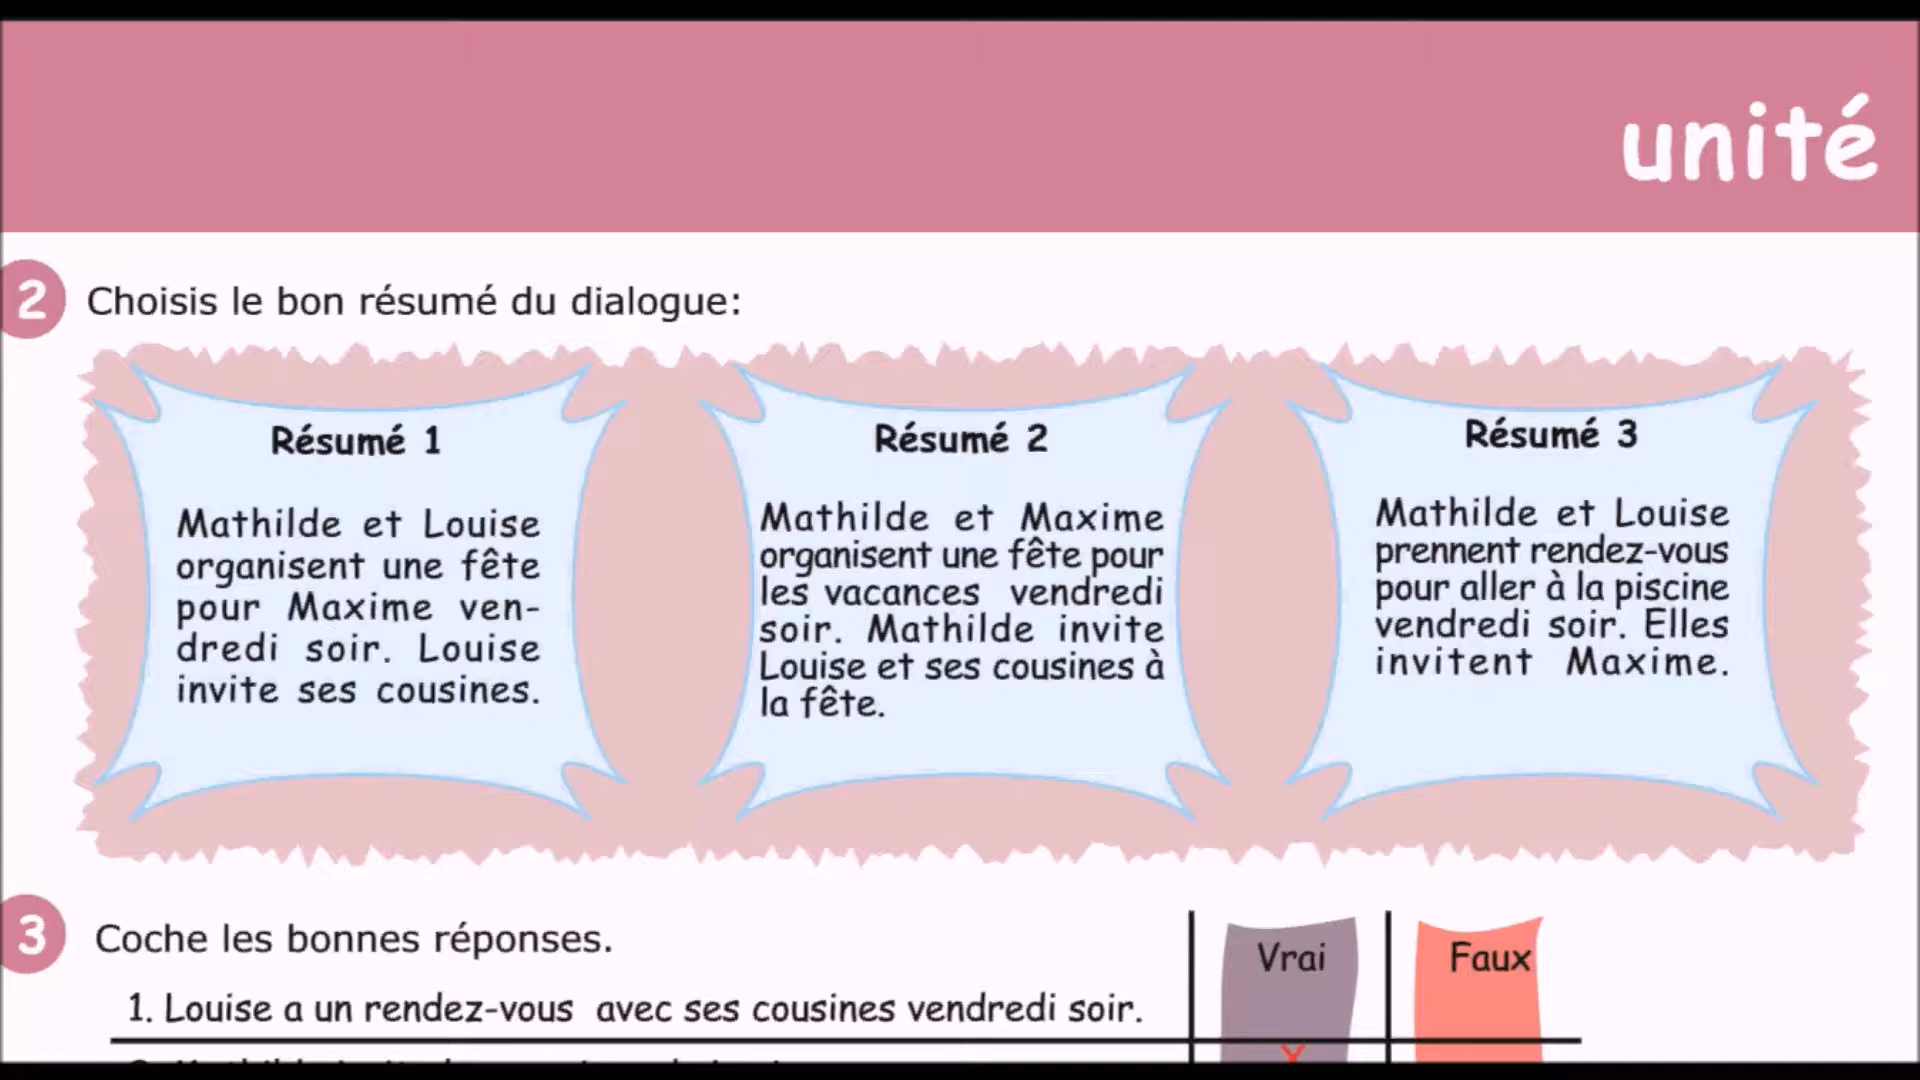 unité
2 Choisis le bon résumé du dialogue:
Résumé 1
Mathilde et Louise
organisent une fête
pour Maxime ven-
dredi soir. Louise
invite ses cousines.
Résumé 2
Mathilde et Maxime
organisent une fête pour
les vacances vendredi
soir. Mathilde invite
Louise et ses cousines à
la fête.
Résumé 3
Mathilde et Louise
prennent rendez-vous
pour aller à la piscine
vendredi soir. Elles
invitent Maxime.
3 Coche les bonnes réponses.
Vrai
Faux
1. Louise a un rendez-vous avec ses cousines vendredi soir.